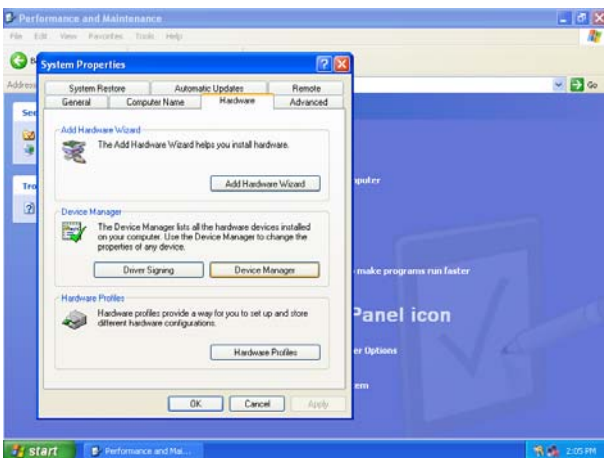 Performance and Maintenance
File Edit View Favorites Tools Help
Address
Go
System Properties
System Restore Automatic Updates Remote
General Computer Name Hardware Advanced
Add Hardware Wizard
The Add Hardware Wizard helps you install hardware.
Add Hardware Wizard
Device Manager
The Device Manager lists all the hardware devices installed
on your computer. Use the Device Manager to change the
properties of any device.
Driver Signing Device Manager
Hardware Profiles
Hardware profiles provide a way for you to set up and store
different hardware configurations.
Hardware Profiles
OK Cancel Apply
See
Tro
puter
make programs run faster
Panel icon
er Options
em
start Performance and Mai... 2:05 PM